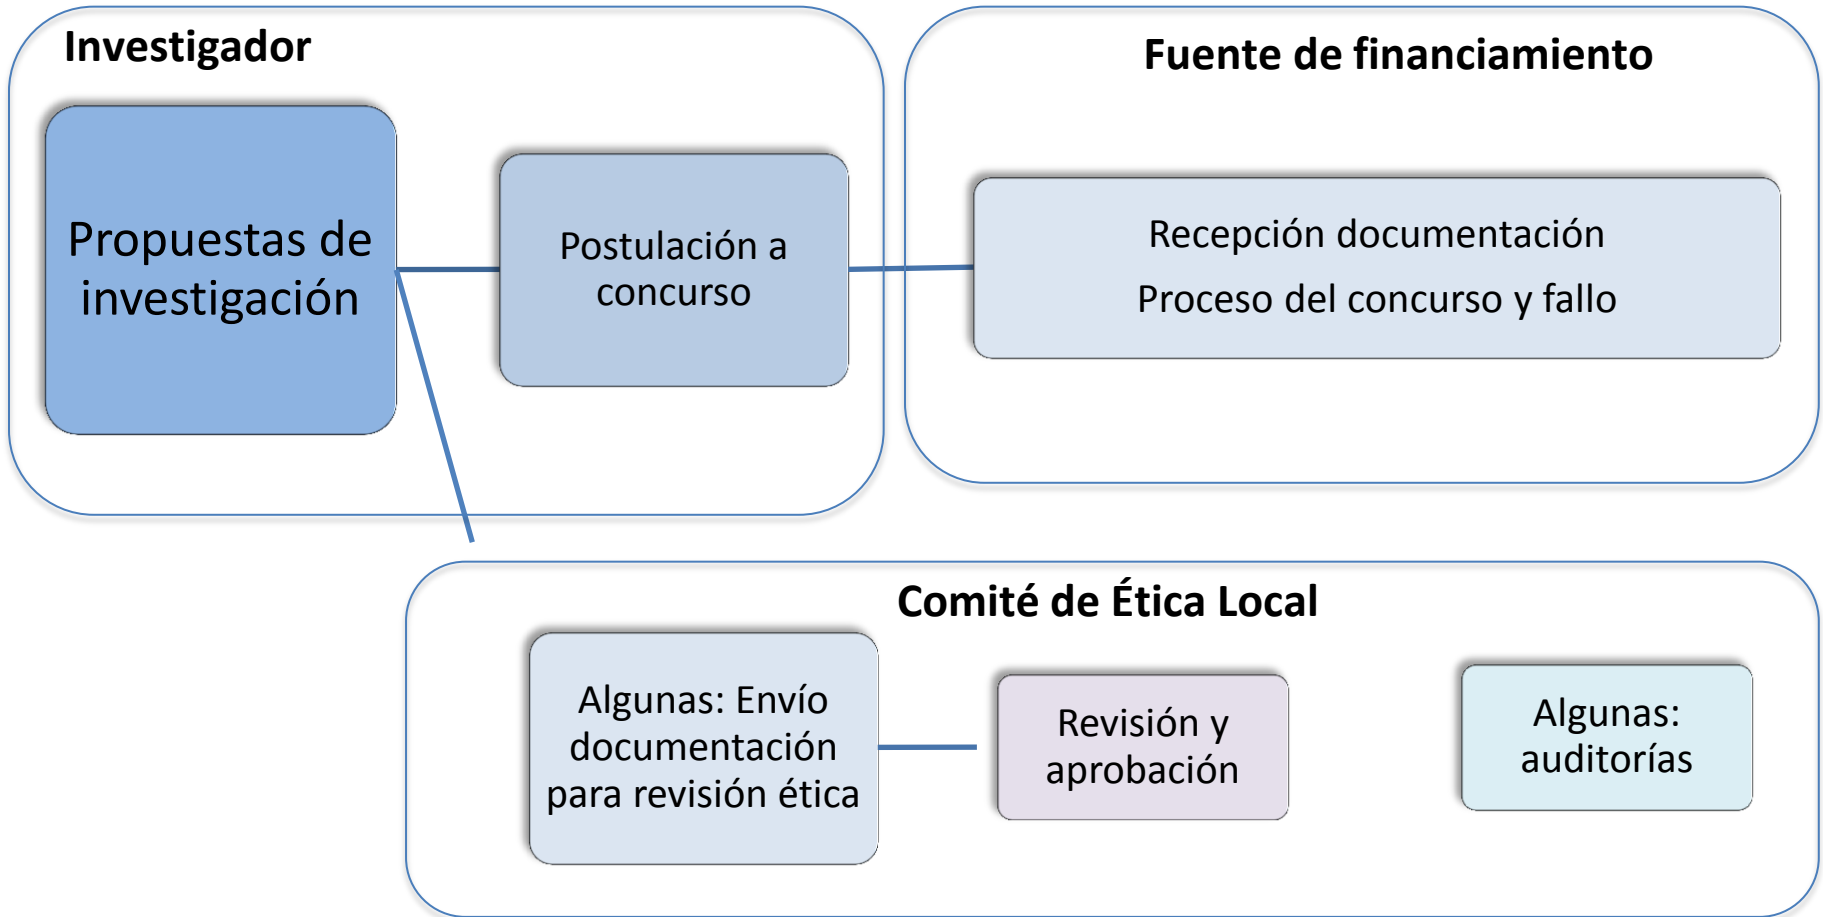 Investigador
Propuestas de
investigación
Postulación a
concurso
Fuente de financiamiento
Recepción documentación
Proceso del concurso y fallo
Comité de Ética Local
Algunas: Envío
documentación
para revisión ética
Revisión y
aprobación
Algunas:
auditorías